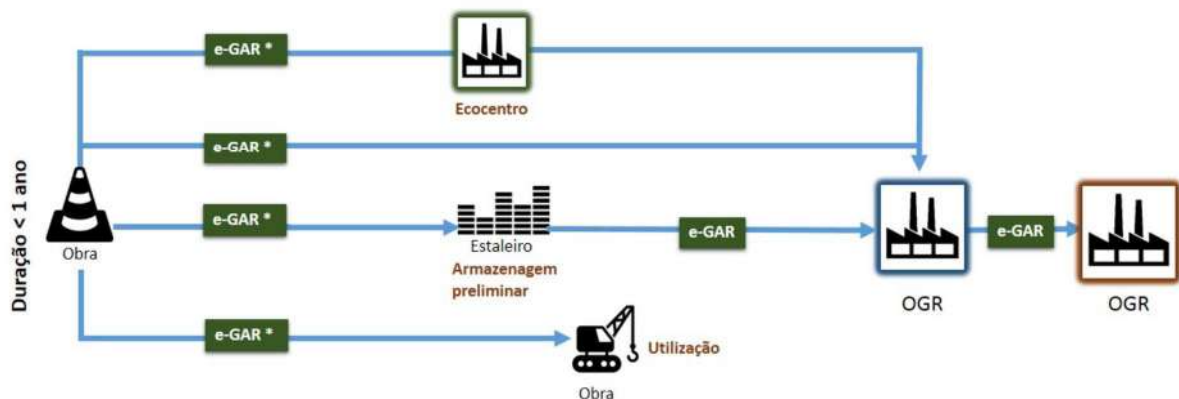 Duração < 1 ano
e-GAR *
Ecocentro
e-GAR *
Obra
e-GAR *
Estaleiro
Armazenagem
preliminar
e-GAR
OGR
e-GAR
OGR
e-GAR *
Utilização
Obra